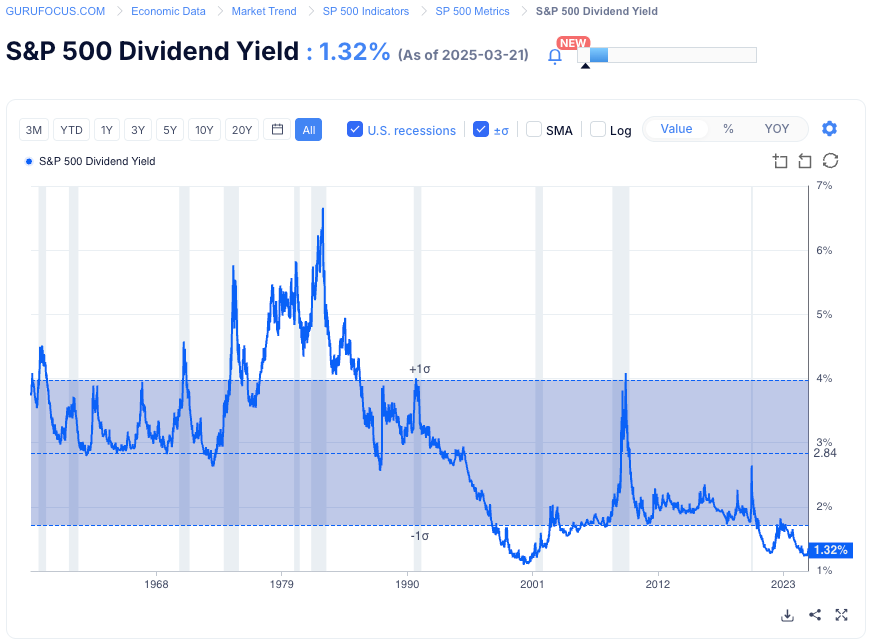 GURUFOCUS.COM > Economic Data > Market Trend > SP 500 Indicators > SP 500 Metrics > S&P 500 Dividend Yield
S&P 500 Dividend Yield : 1.32% (As of 2025-03-21)
NEW
3M YTD 1Y 3Y 5Y 10Y 20Y All U.S. recessions ±σ SMA Log Value % YOY
S&P 500 Dividend Yield
7%
6%
5%
+1σ
4%
3%
2.84
2%
-1σ
1.32%
1%
1968 1979 1990 2001 2012 2023